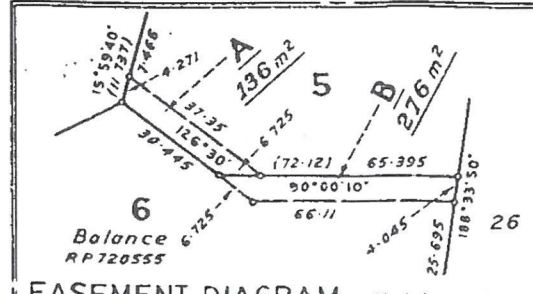 15°59'40"
(11.737)
7.466
4.271
A
136 m²
5
B
276 m²
37.35
126°30'
30.445
6.725
(72.12)
65.395
90°00'10"
6.725
66.11
4.045
188°33'50"
25.695
26
6
Balance
RP720555
EASEMENT DIAGRAM